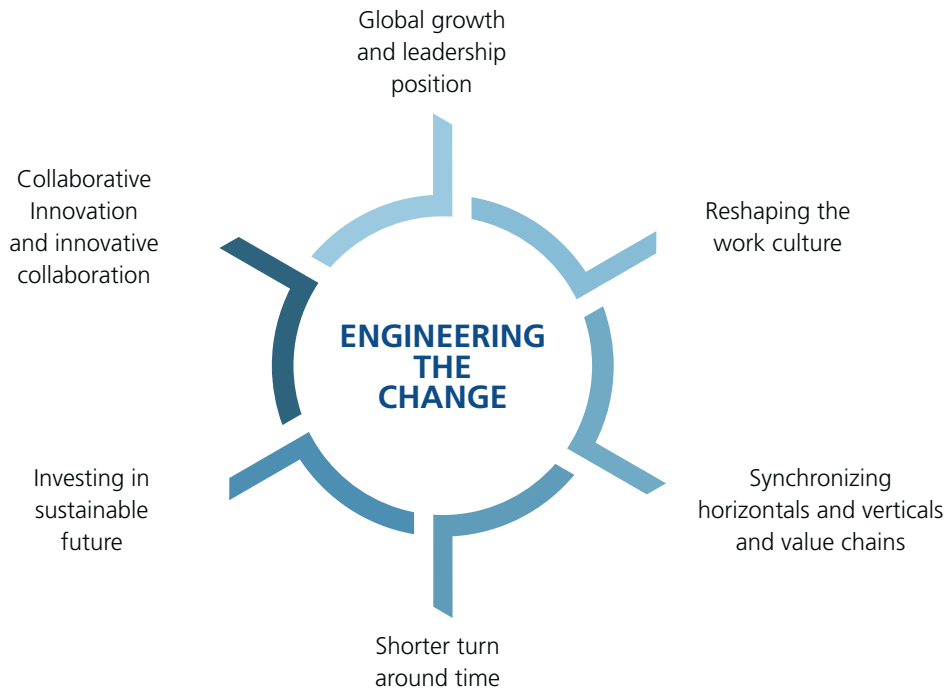 Global growth
and leadership
position
Collaborative
Innovation
and innovative
collaboration
Reshaping the
work culture
ENGINEERING
THE
CHANGE
Investing in
sustainable
future
Synchronizing
horizontals and verticals
and value chains
Shorter turn
around time